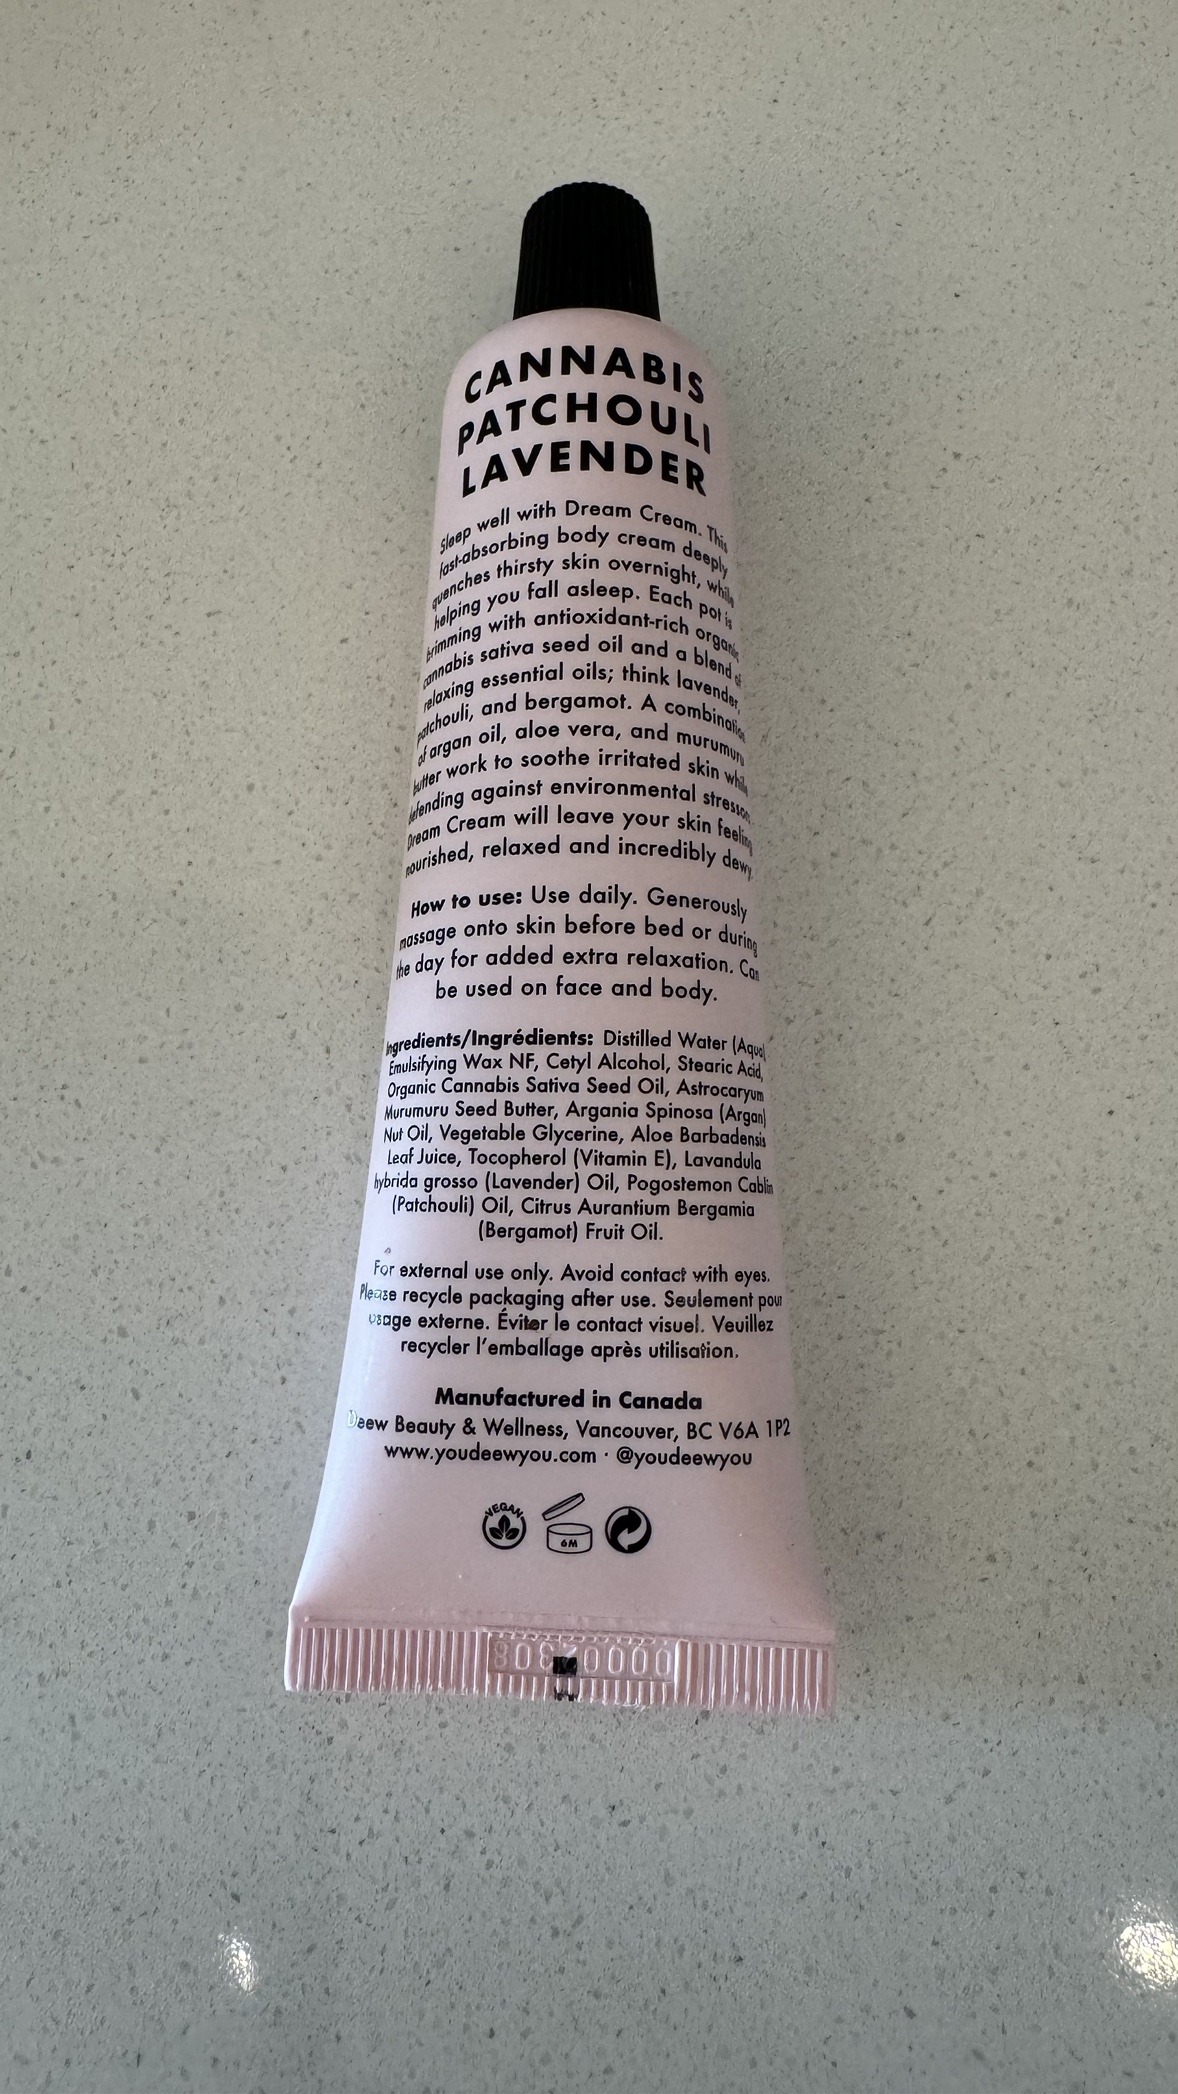 CANNABIS
PATCHOULI
LAVENDER
Sleep well with Dream Cream. This
fast-absorbing body cream deeply
quenches thirsty skin overnight, while
helping you fall asleep. Each pot is
brimming with antioxidant-rich organic
cannabis sativa seed oil and a blend of
relaxing essential oils; think lavender,
patchouli, and bergamot. A combination
of argan oil, aloe vera, and murumuru
butter work to soothe irritated skin while
defending against environmental stressors.
Dream Cream will leave your skin feeling
nourished, relaxed and incredibly dewy.
How to use: Use daily. Generously
massage onto skin before bed or during
the day for added extra relaxation. Can
be used on face and body.
Ingredients/Ingrédients: Distilled Water (Aqua),
Emulsifying Wax NF, Cetyl Alcohol, Stearic Acid,
Organic Cannabis Sativa Seed Oil, Astrocaryum
Murumuru Seed Butter, Argania Spinosa (Argan)
Nut Oil, Vegetable Glycerine, Aloe Barbadensis
Leaf Juice, Tocopherol (Vitamin E), Lavandula
hybrida grosso (Lavender) Oil, Pogostemon Cablin
(Patchouli) Oil, Citrus Aurantium Bergamia
(Bergamot) Fruit Oil.
For external use only. Avoid contact with eyes.
Please recycle packaging after use. Seulement pour
usage externe. Éviter le contact visuel. Veuillez
recycler l'emballage après utilisation.
Manufactured in Canada
Deew Beauty & Wellness, Vancouver, BC V6A 1P2
www.youdeewyou.com · @youdeewyou
VEGAN
6M